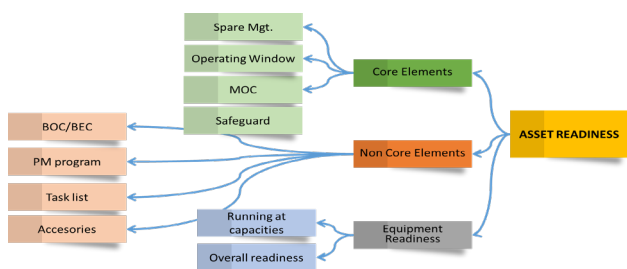 Spare Mgt.
Operating Window
MOC
Safeguard
Core Elements
BOC/BEC
PM program
Task list
Accesories
Non Core Elements
ASSET READINESS
Running at
capacities
Overall readiness
Equipment
Readiness